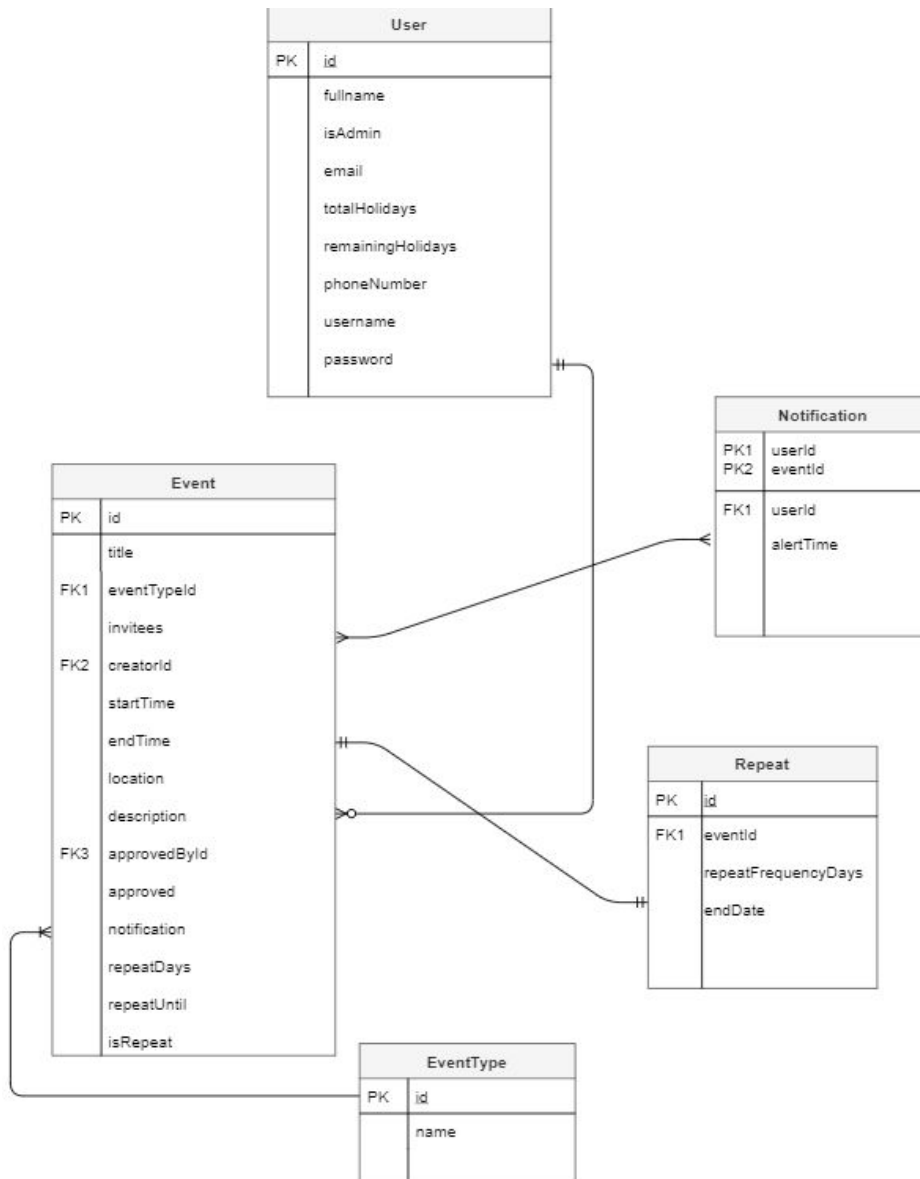 User
PK id
fullname
isAdmin
email
totalHolidays
remainingHolidays
phoneNumber
username
password
Notification
PK1 userId
PK2 eventId
FK1 userId
alertTime
Event
PK id
title
FK1 eventTypeId
invitees
FK2 creatorId
startTime
endTime
location
description
FK3 approvedById
approved
notification
repeatDays
repeatUntil
isRepeat
Repeat
PK id
FK1 eventId
repeatFrequencyDays
endDate
EventType
PK id
name